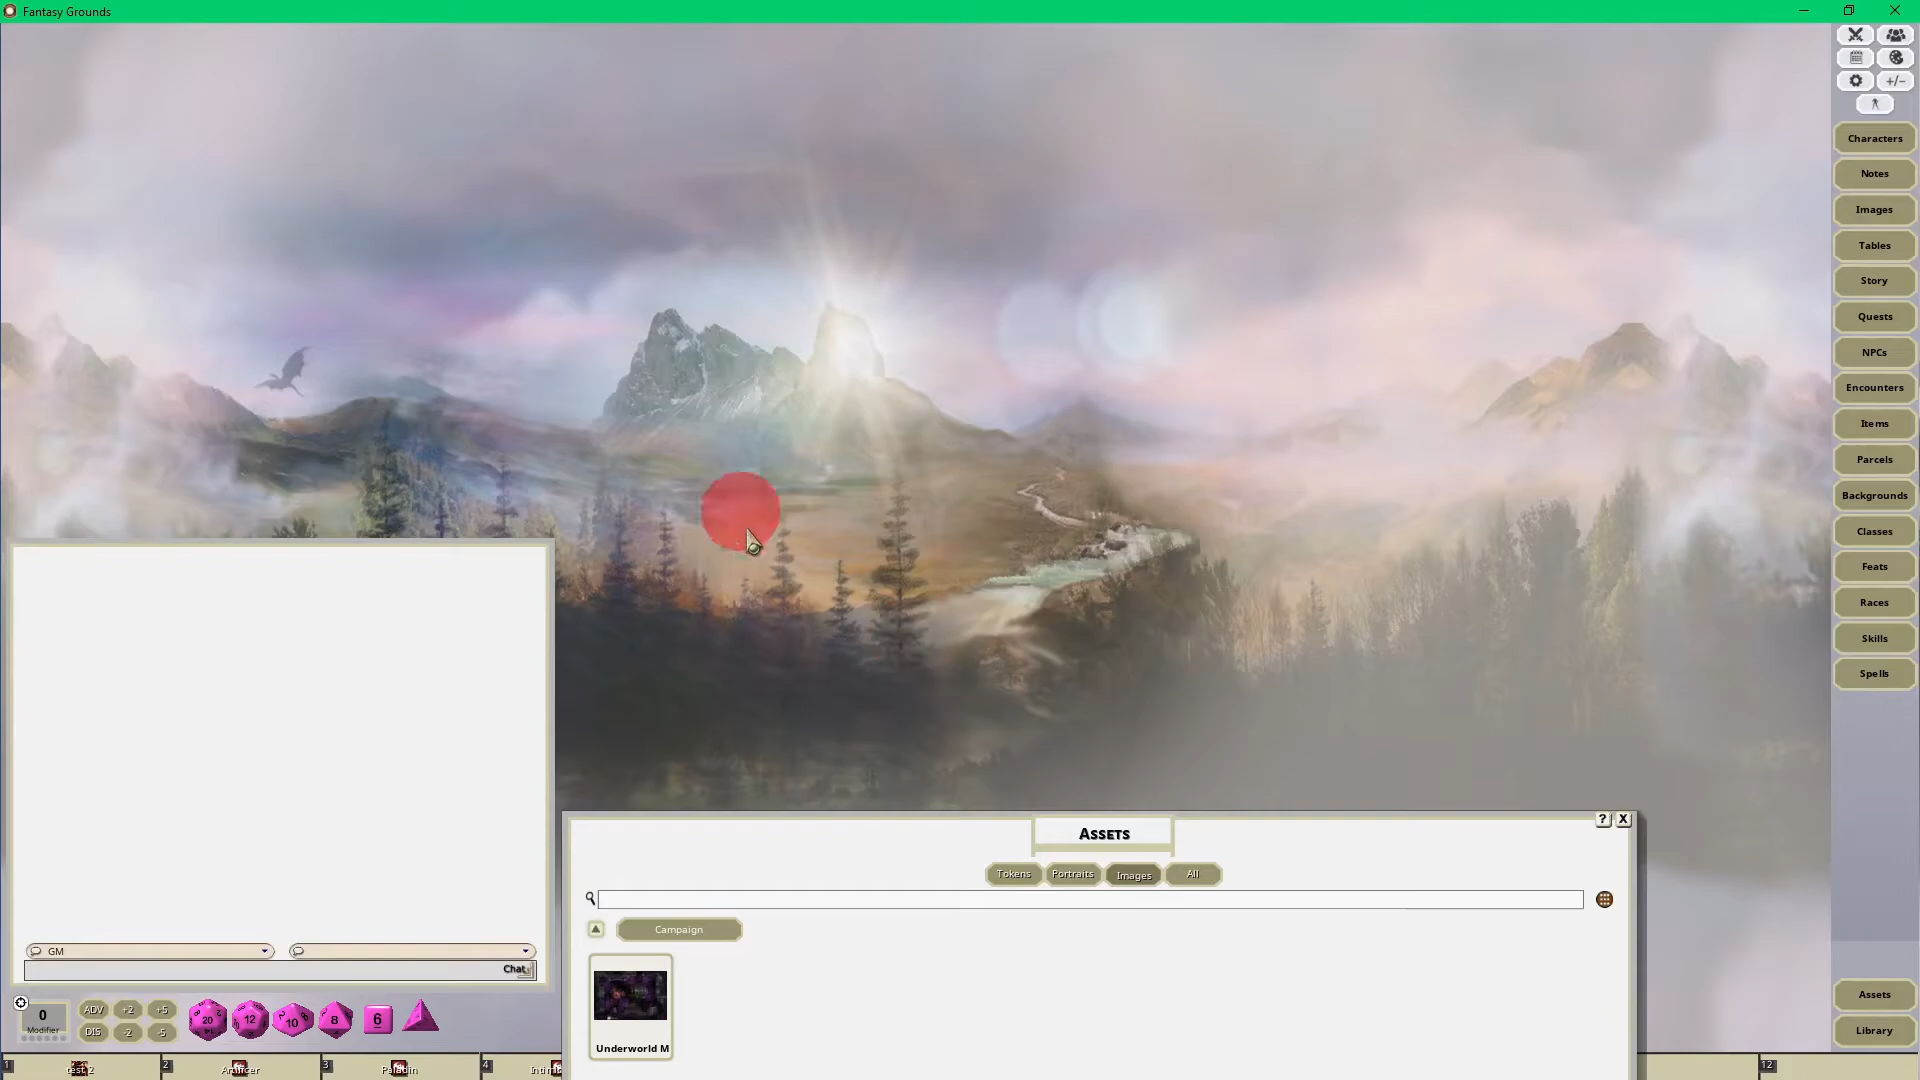 Fantasy Grounds
+/-
Characters
Notes
Images
Tables
Story
Quests
NPCs
Encounters
Items
Parcels
Backgrounds
Classes
Feats
Races
Skills
Spells
Assets
Library
ASSETS
? X
Tokens Portraits Images All
Campaign
Underworld M
GM
Chat
0
Modifier
ADV +2 +5
DIS -2 -5
20 12 10 8 6
1 test 2
2 Artificer
3 Paladin
4
12